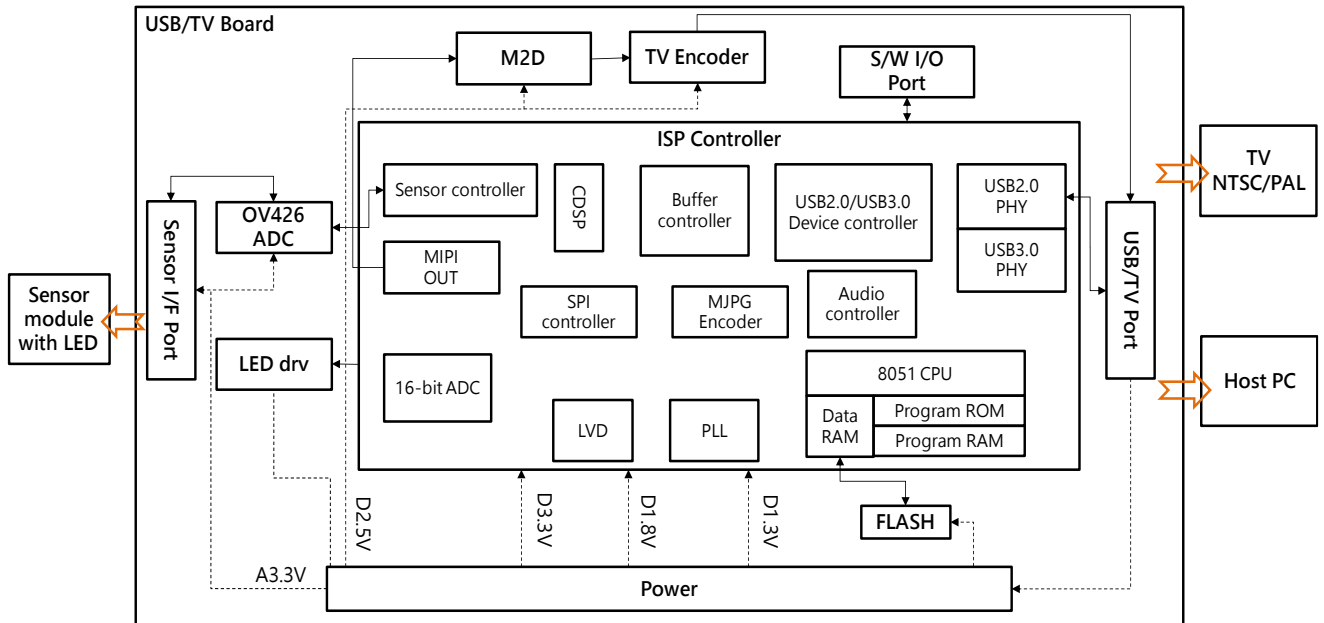 USB/TV Board
M2D
TV Encoder
S/W I/O
Port
ISP Controller
Sensor controller
CDSP
Buffer
controller
USB2.0/USB3.0
Device controller
USB2.0
PHY
USB3.0
PHY
TV
NTSC/PAL
OV426
ADC
Sensor I/F Port
MIPI
OUT
USB/TV Port
Sensor
module
with LED
SPI
controller
MJPG
Encoder
Audio
controller
LED drv
16-bit ADC
8051 CPU
Host PC
Data
RAM
Program ROM
Program RAM
LVD
PLL
D2.5V
D3.3V
D1.8V
D1.3V
FLASH
A3.3V
Power